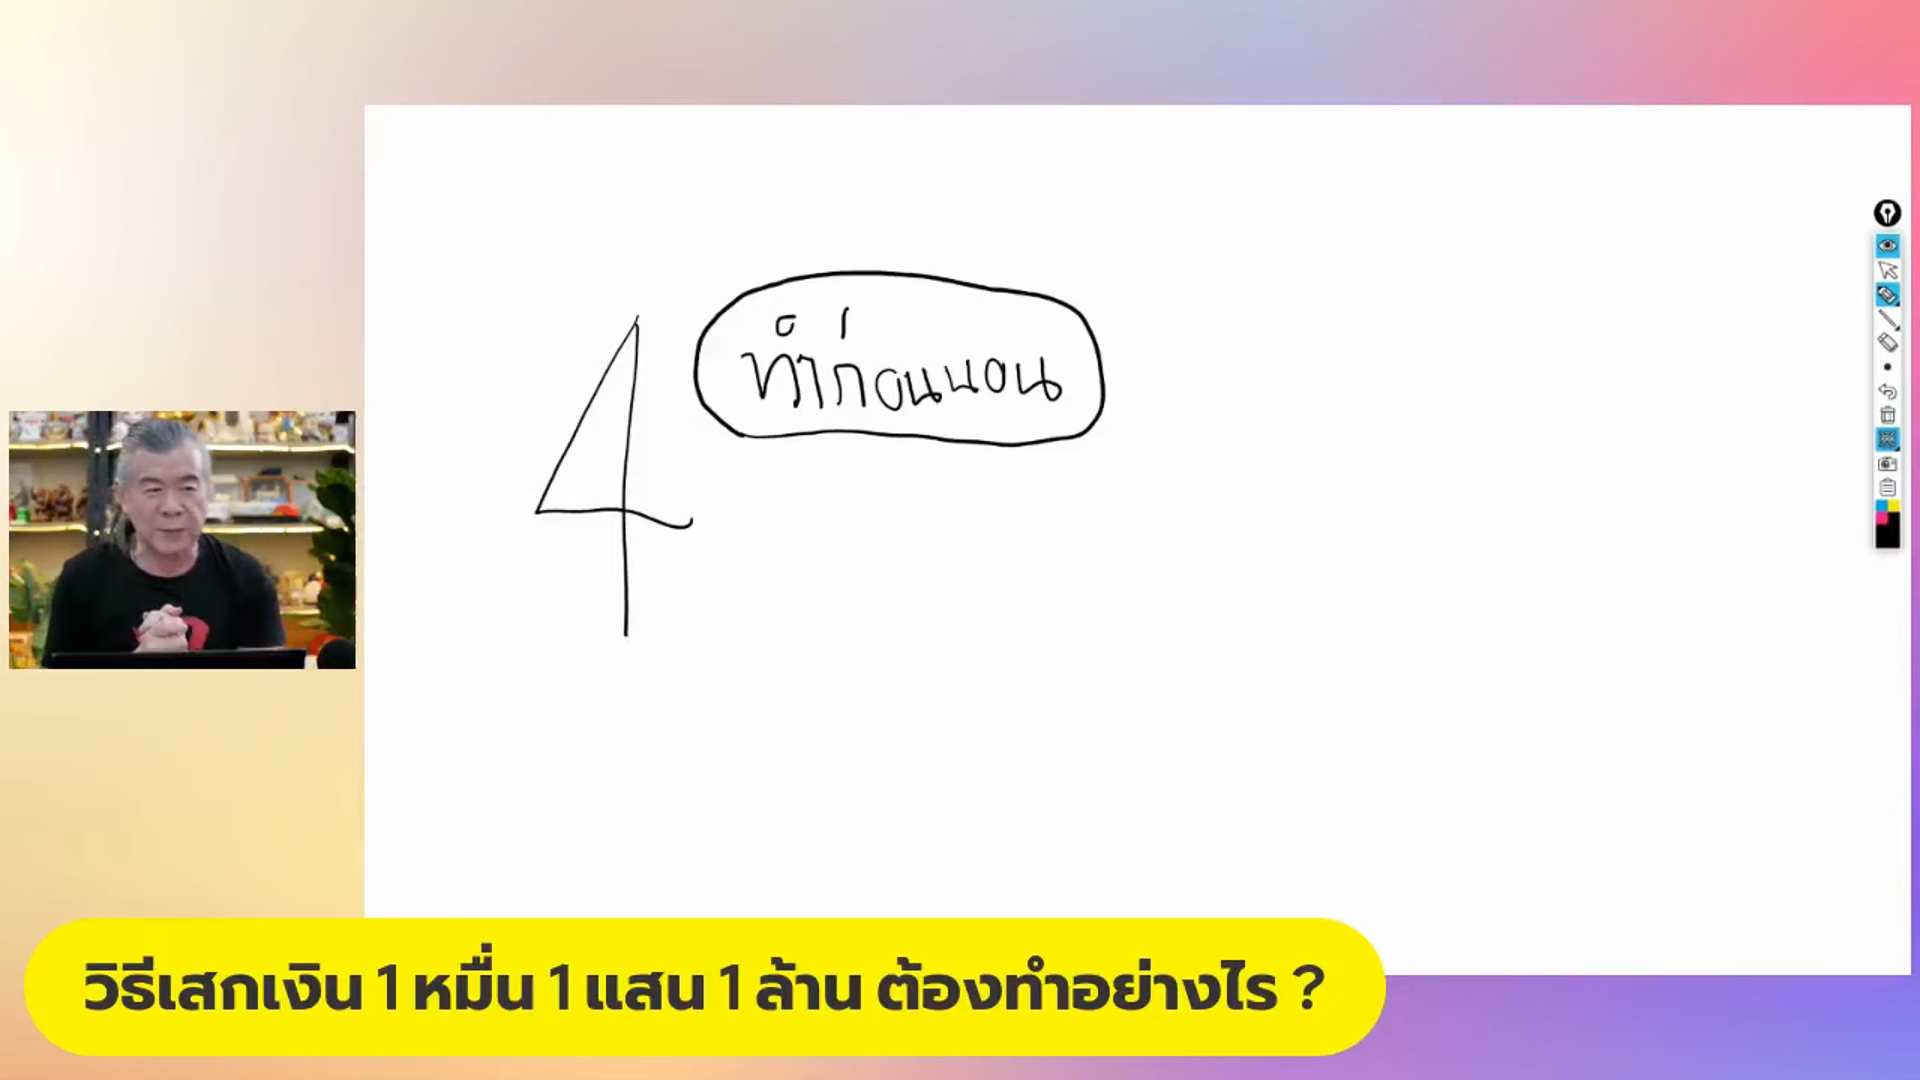 4
ทำก่อนนอน
วิธีเสกเงิน 1 หมื่น 1 แสน 1 ล้าน ต้องทำอย่างไร ?